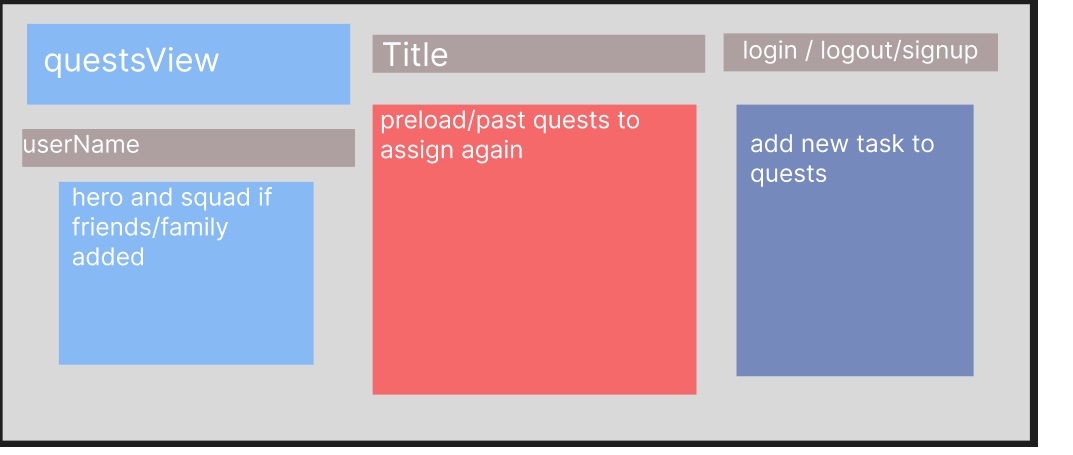 questsView
Title
login / logout/signup
userName
hero and squad if
friends/family
added
preload/past quests to
assign again
add new task to
quests